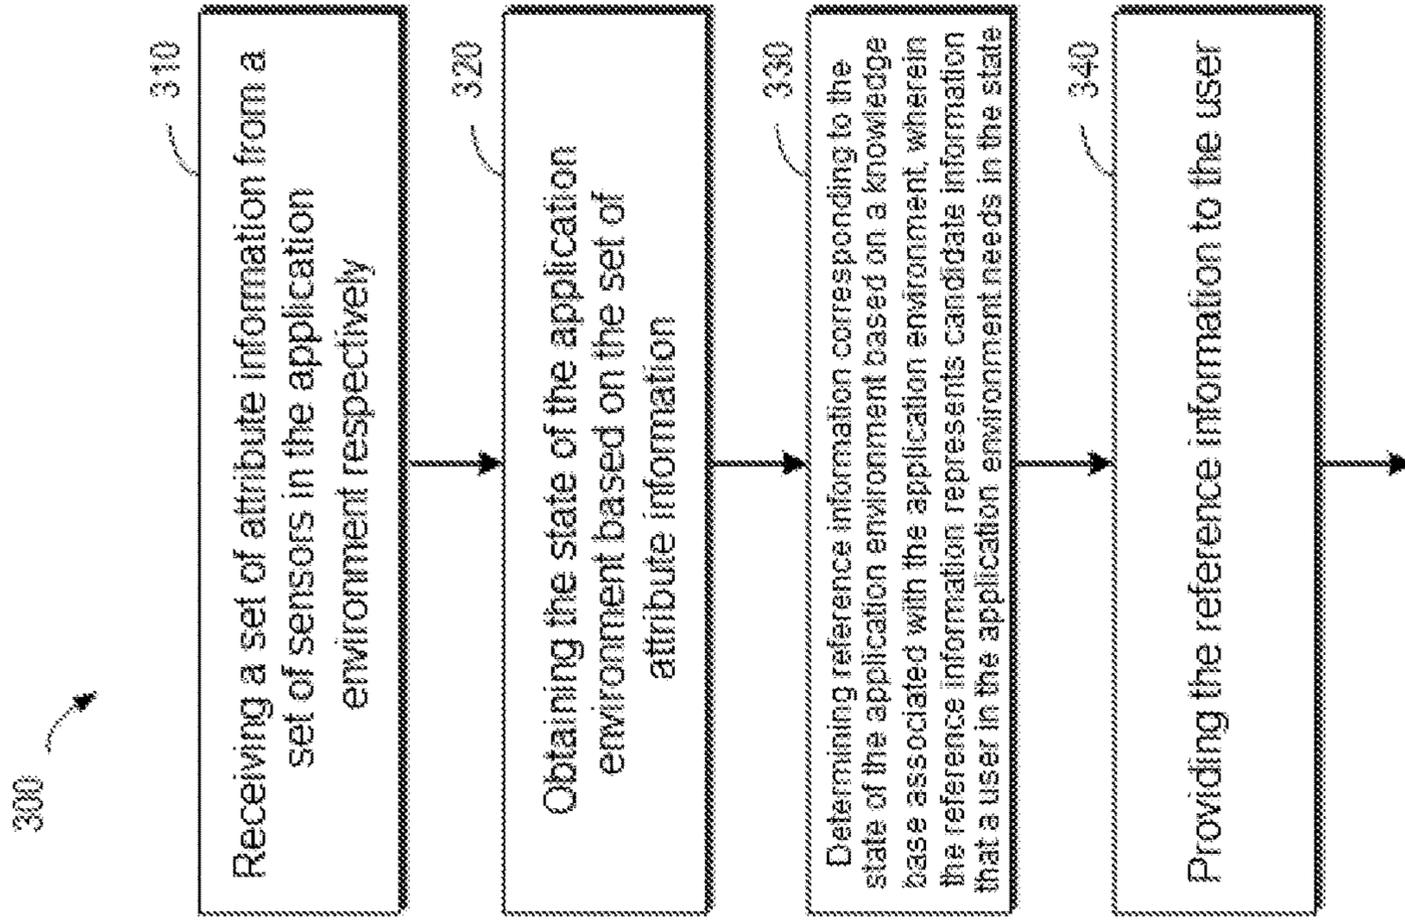 300
310
Receiving a set of attribute information from a
set of sensors in the application
environment respectively
320
Obtaining the state of the application
environment based on the set of
attribute information
330
Determining reference information corresponding to the
state of the application environment based on a knowledge
base associated with the application environment, wherein
the reference information represents candidate information
that a user in the application environment needs in the state
340
Providing the reference information to the user